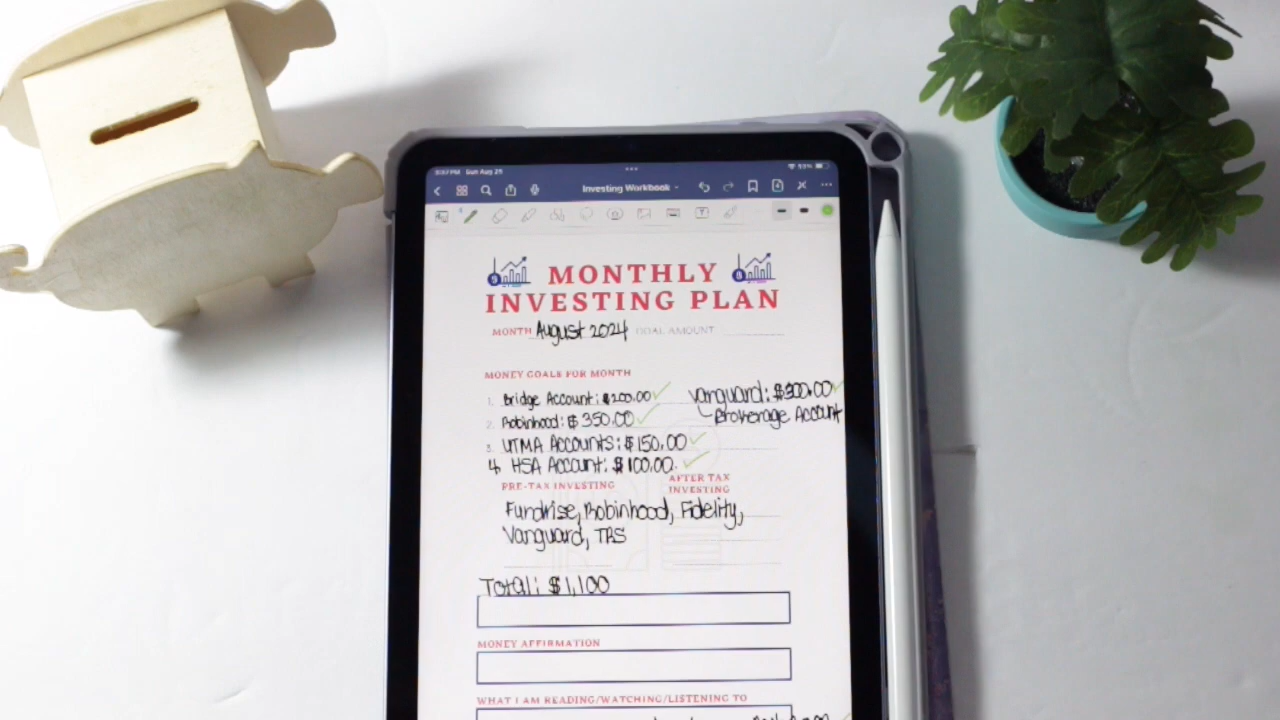 Sun Aug 25
Investing Workbook
MONTHLY
INVESTING PLAN
MONTH August 2024 GOAL AMOUNT
MONEY GOALS FOR MONTH
1. Bridge Account: $200.00 ✓ Vanguard: $300.00 ✓
2. Robinhood: $350.00 ✓ Brokerage Account
3. UTMA Accounts: $150.00 ✓
4 HSA Account: $100.00 ✓
PRE-TAX INVESTING AFTER TAX
INVESTING
Fundrise, Robinhood, Fidelity,
Vanguard, TRS
Total: $1,100
MONEY AFFIRMATION
WHAT I AM READING/WATCHING/LISTENING TO